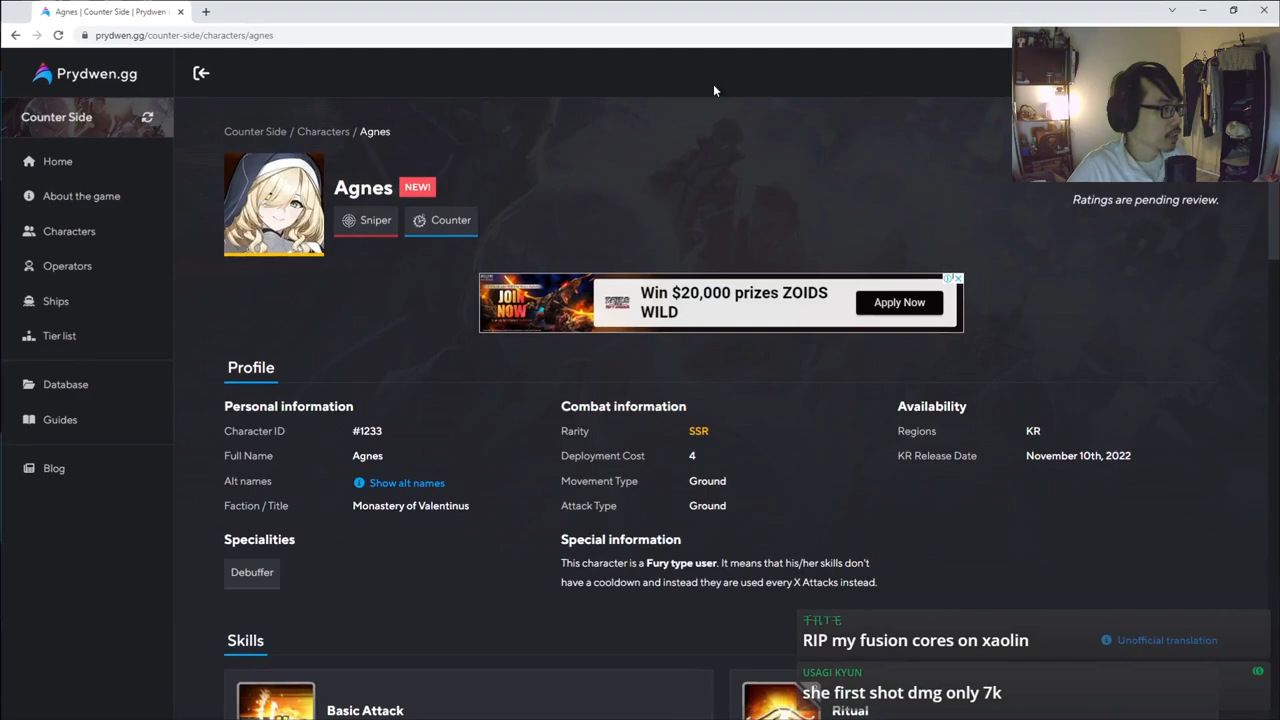 Agnes | Counter Side | Prydwen
prydwen.gg/counter-side/characters/agnes
Prydwen.gg
Counter Side
Home
About the game
Characters
Operators
Ships
Tier list
Database
Guides
Blog
Counter Side / Characters / Agnes
Agnes NEW!
Sniper Counter
Ratings are pending review.
JOIN NOW
Win $20,000 prizes ZOIDS WILD
Apply Now
Profile
Personal information
Character ID #1233
Full Name Agnes
Alt names Show alt names
Faction / Title Monastery of Valentinus
Specialities
Debuffer
Combat information
Rarity SSR
Deployment Cost 4
Movement Type Ground
Attack Type Ground
Special information
This character is a Fury type user. It means that his/her skills don't
have a cooldown and instead they are used every X Attacks instead.
Availability
Regions KR
KR Release Date November 10th, 2022
Skills
Basic Attack
Ritual
Unofficial translation
RIP my fusion cores on xaolin
USAGI KYUN
she first shot dmg only 7k